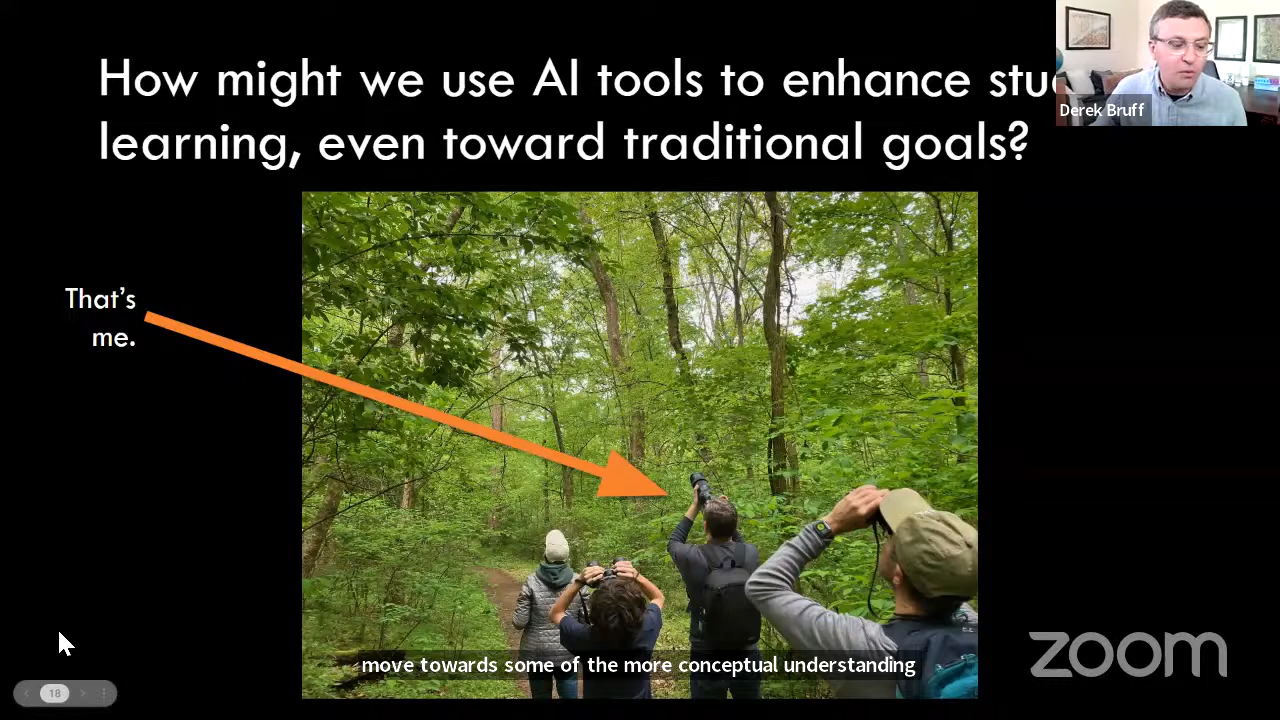 How might we use AI tools to enhance
learning, even toward traditional goals?
Derek Bruff
That's
me.
move towards some of the more conceptual understanding
zoom
18